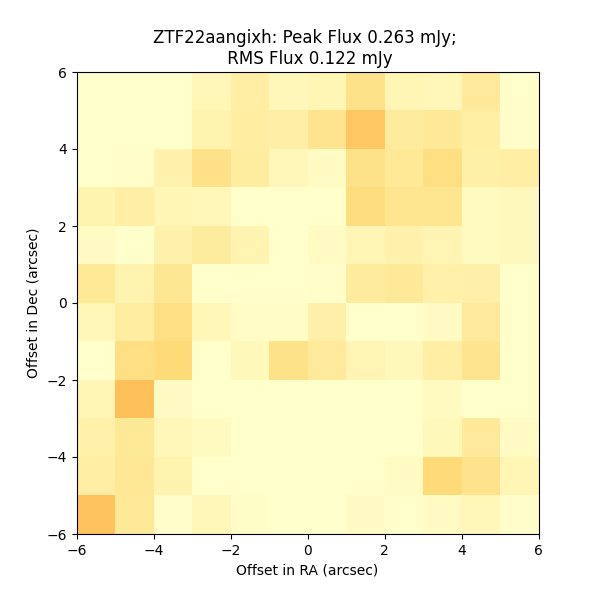 ZTF22aangixh: Peak Flux 0.263 mJy;
RMS Flux 0.122 mJy
6
4
2
0
−2
−4
−6
Offset in Dec (arcsec)
−6 −4 −2 0 2 4 6
Offset in RA (arcsec)